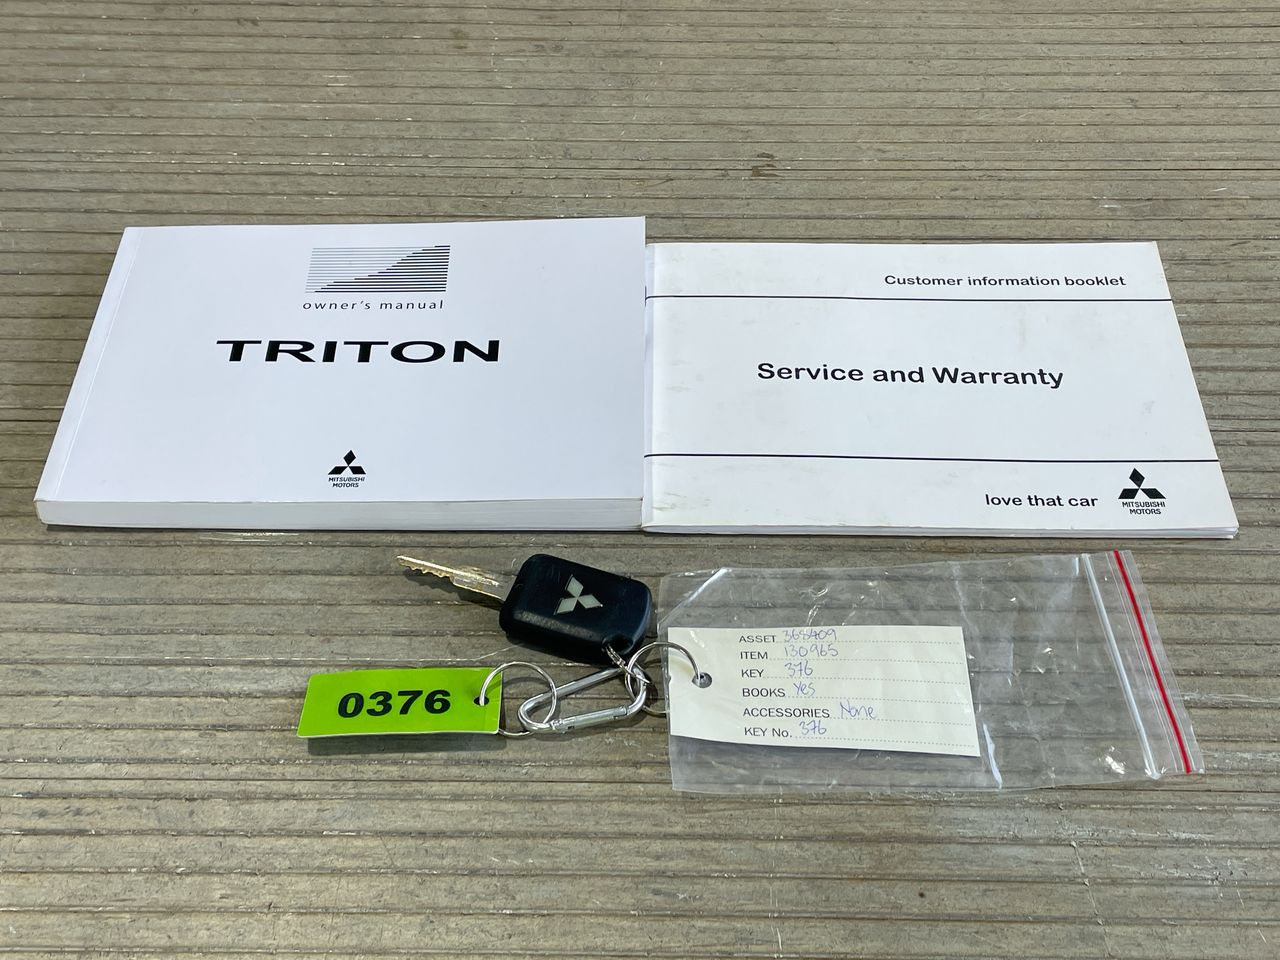 owner's manual
TRITON
MITSUBISHI
MOTORS
Customer information booklet
Service and Warranty
love that car
MITSUBISHI
MOTORS
0376
ASSET 368409
ITEM 130965
KEY 376
BOOKS Yes
ACCESSORIES None
KEY No. 376